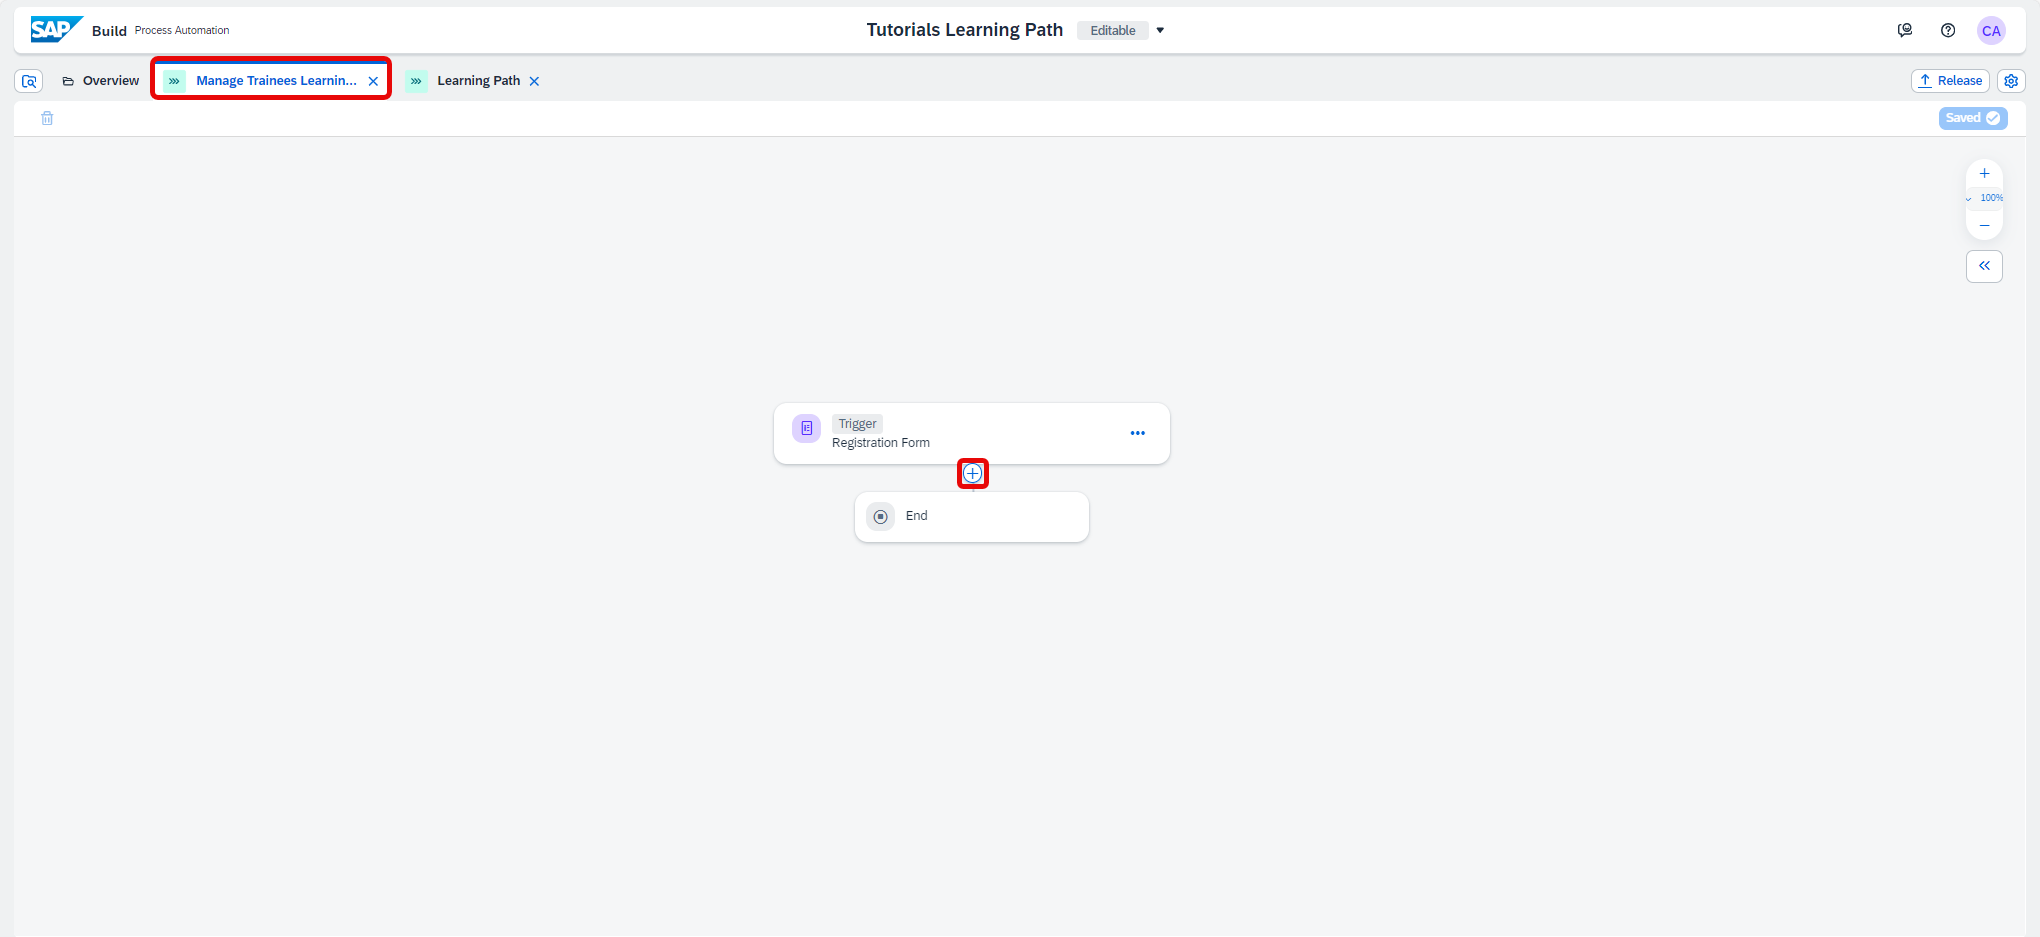 SAP Build Process Automation
Tutorials Learning Path Editable
CA
Overview
Manage Trainees Learnin...
Learning Path
Release
Saved
100%
Trigger
Registration Form
End